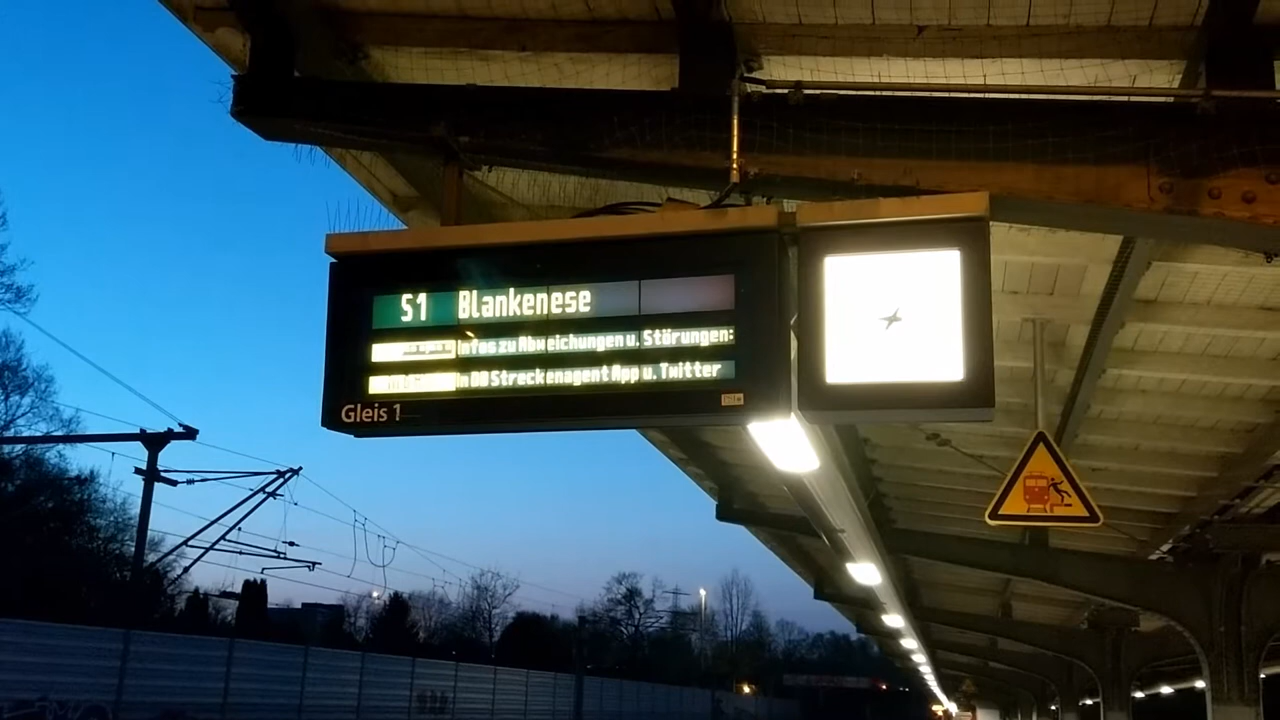 S1 Blankenese
Infos zu Abweichungen u. Störungen:
in DB Streckenagent App u. Twitter
Gleis 1